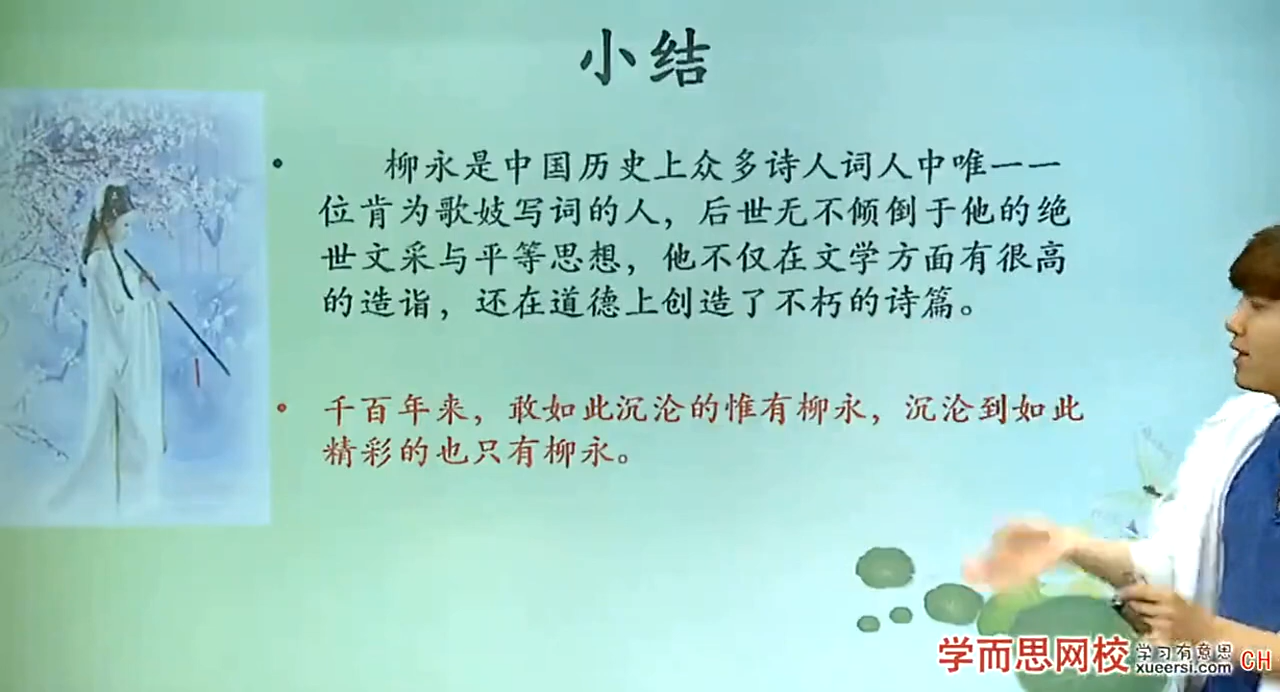 小结
柳永是中国历史上众多诗人词人中唯一一
位肯为歌妓写词的人，后世无不倾倒于他的绝
世文采与平等思想，他不仅在文学方面有很高
的造诣，还在道德上创造了不朽的诗篇。
千百年来，敢如此沉沦的惟有柳永，沉沦到如此
精彩的也只有柳永。
学而思网校
学习有意思
xueersi.com
CH